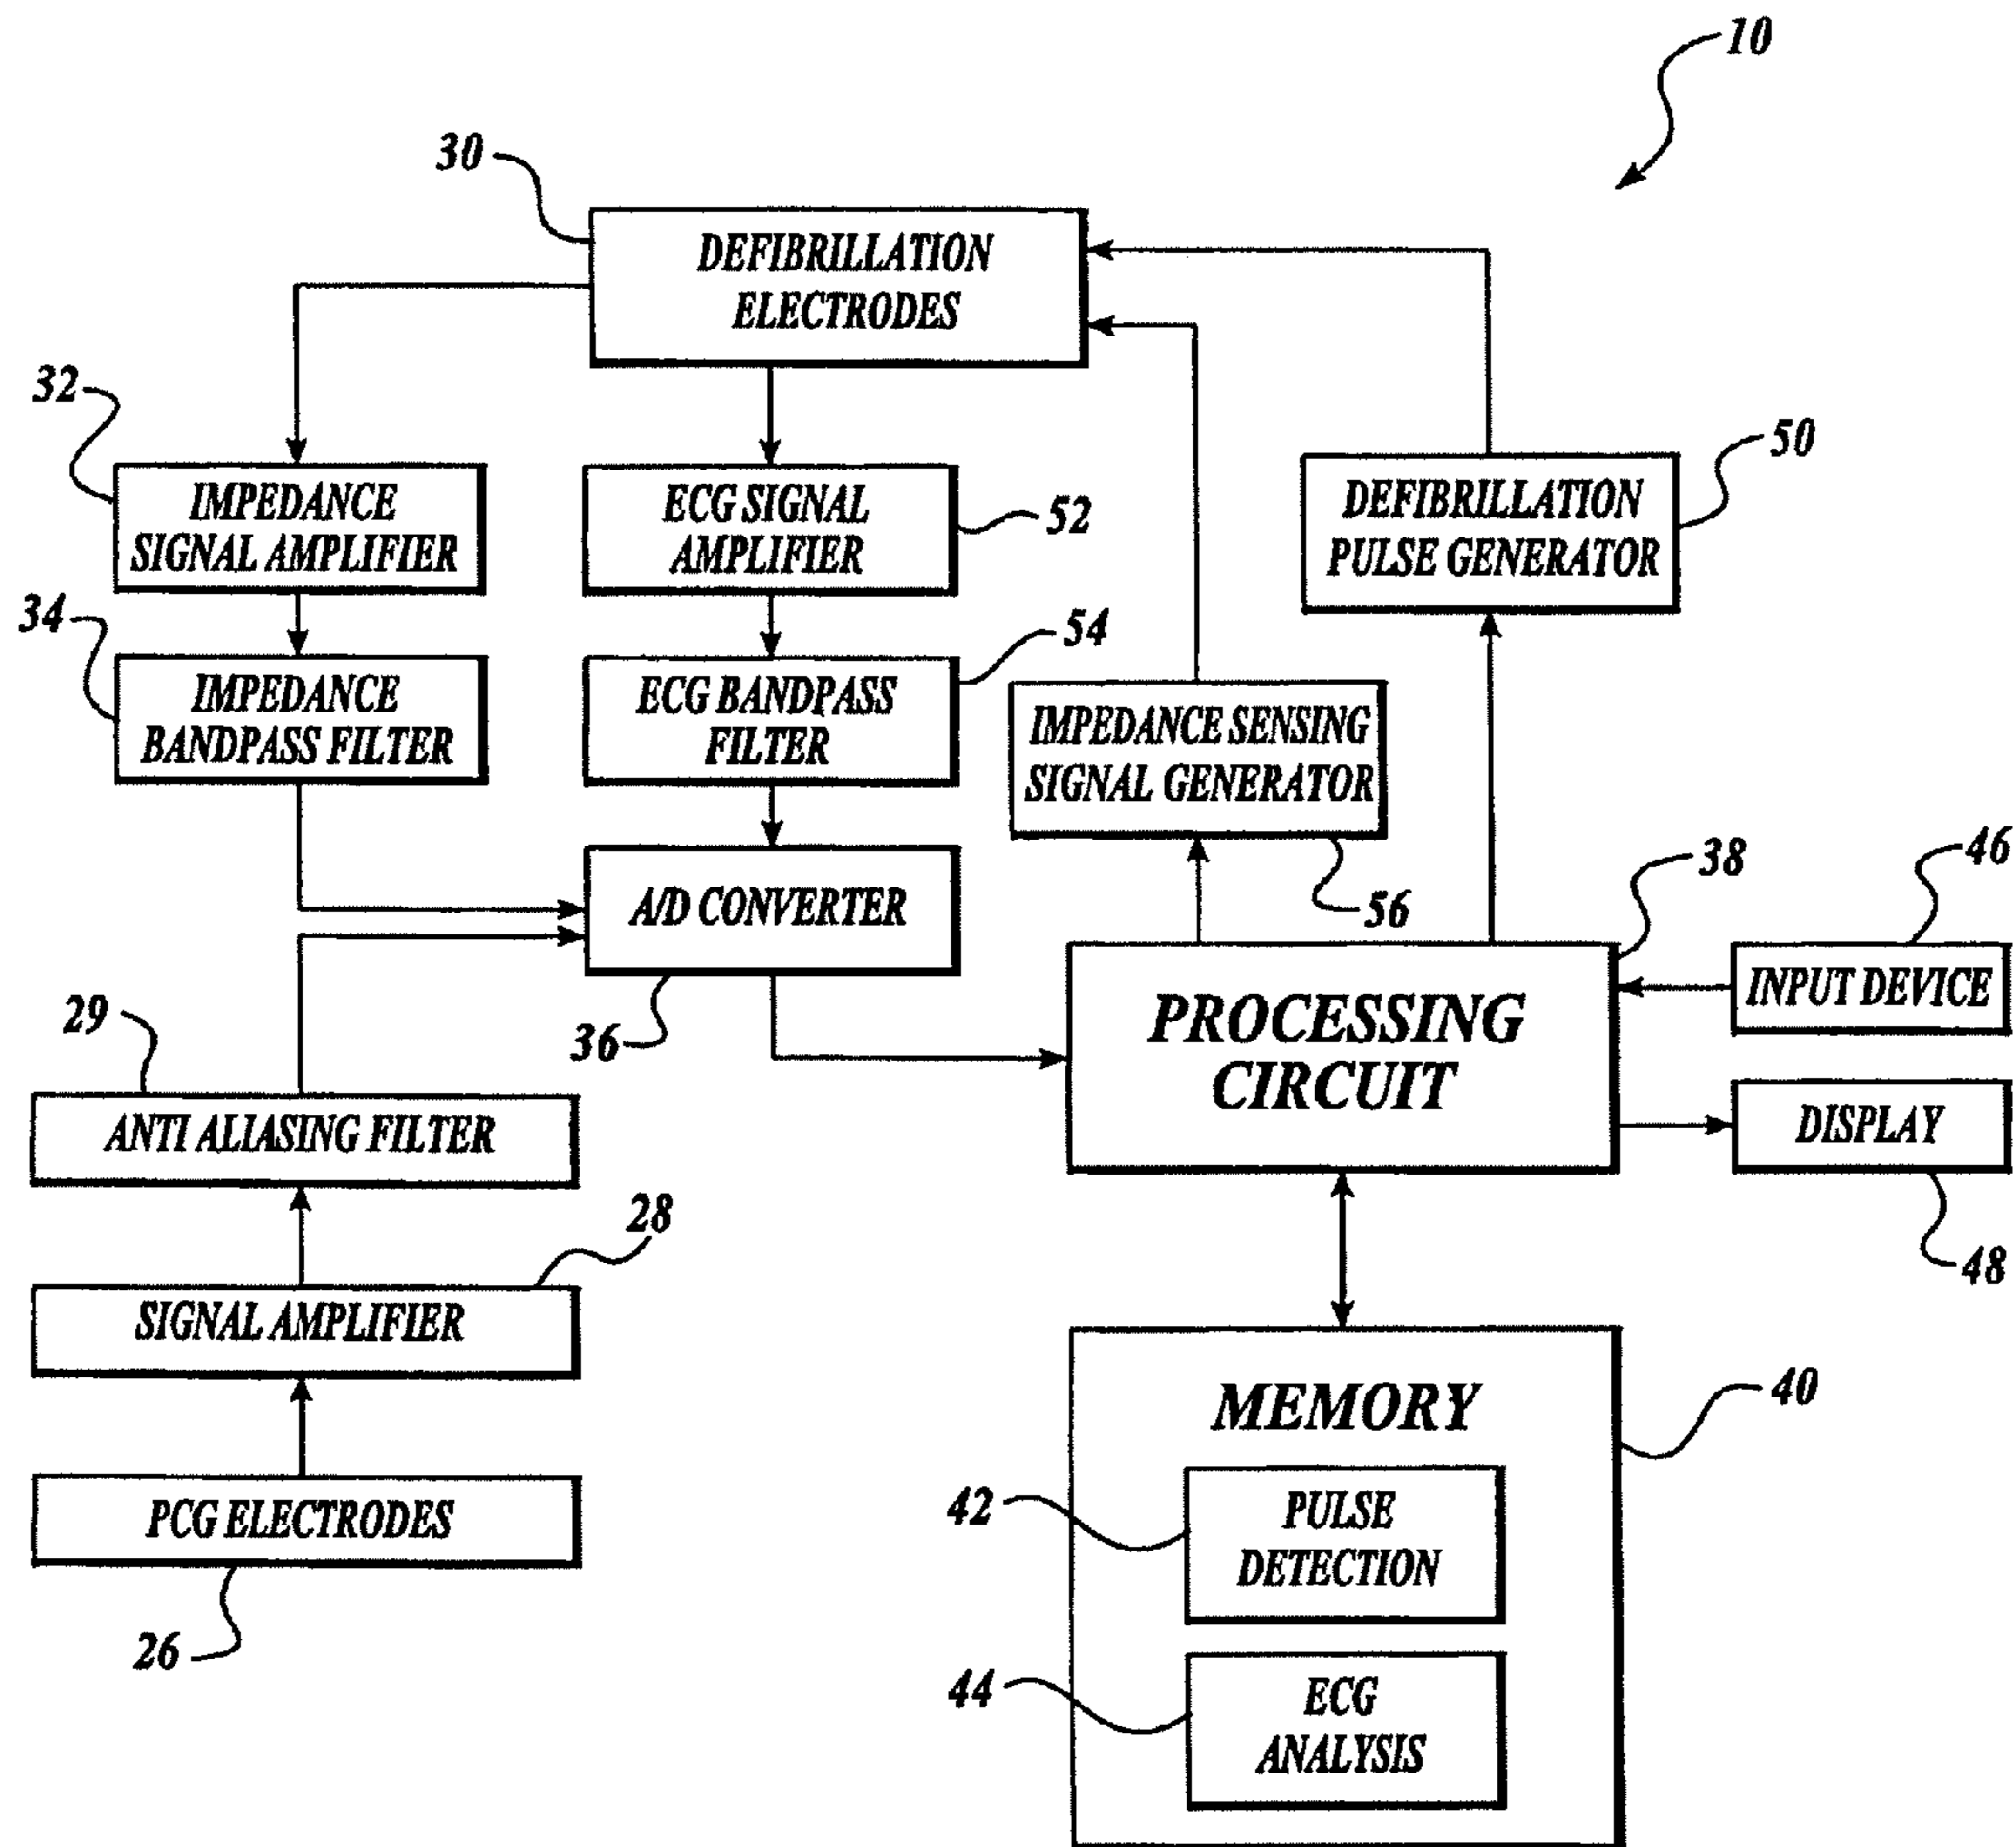 10
30
DEFIBRILLATION
ELECTRODES
32
IMPEDANCE
SIGNAL AMPLIFIER
ECG SIGNAL
AMPLIFIER
52
DEFIBRILLATION
PULSE GENERATOR
50
34
IMPEDANCE
BANDPASS FILTER
ECG BANDPASS
FILTER
54
IMPEDANCE SENSING
SIGNAL GENERATOR
56
A/D CONVERTER
36
38
46
PROCESSING
CIRCUIT
INPUT DEVICE
DISPLAY
48
29
ANTI ALIASING FILTER
28
SIGNAL AMPLIFIER
PCG ELECTRODES
26
MEMORY
40
42
PULSE
DETECTION
44
ECG
ANALYSIS